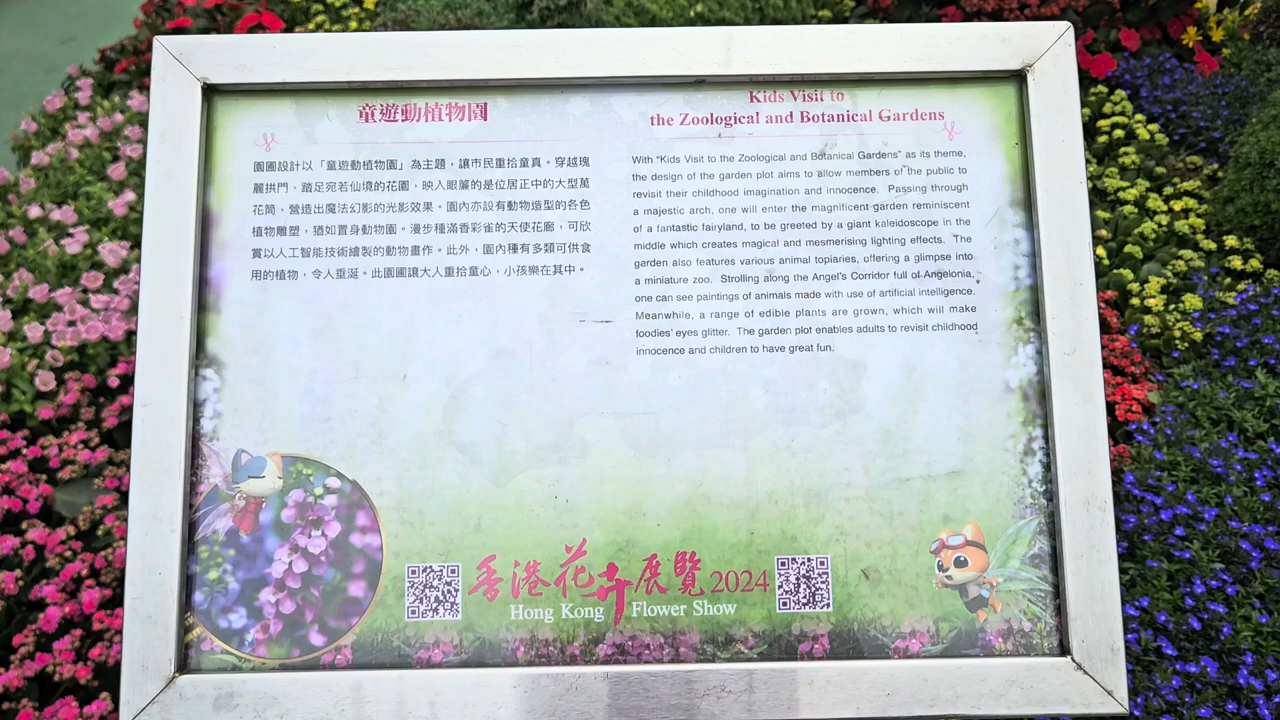 童遊動植物園
園圃設計以「童遊動植物園」為主題，讓市民重拾童真。穿越瑰
麗拱門，踏足宛若仙境的花園，映入眼簾的是位居正中的大型萬
花筒，營造出魔法幻影的光影效果。園內亦設有動物造型的各色
植物雕塑，猶如置身動物園。漫步種滿香彩雀的天使花廊，可欣
賞以人工智能技術繪製的動物畫作。此外，園內種有多類可供食
用的植物，令人垂涎。此園圃讓大人重拾童心，小孩樂在其中。
Kids Visit to
the Zoological and Botanical Gardens
With “Kids Visit to the Zoological and Botanical Gardens” as its theme,
the design of the garden plot aims to allow members of the public to
revisit their childhood imagination and innocence. Passing through
a majestic arch, one will enter the magnificent garden reminiscent
of a fantastic fairyland, to be greeted by a giant kaleidoscope in the
middle which creates magical and mesmerising lighting effects. The
garden also features various animal topiaries, offering a glimpse into
a miniature zoo. Strolling along the Angel's Corridor full of Angelonia,
one can see paintings of animals made with use of artificial intelligence.
Meanwhile, a range of edible plants are grown, which will make
foodies' eyes glitter. The garden plot enables adults to revisit childhood
innocence and children to have great fun.
香港花卉展覽2024
Hong Kong Flower Show